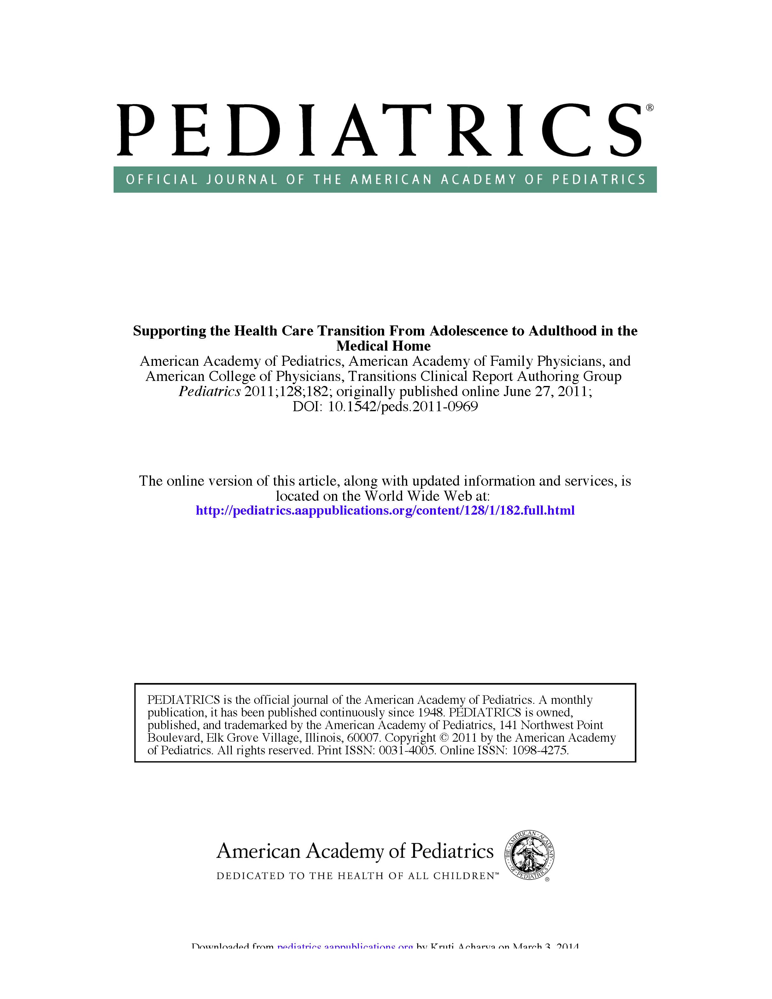 PEDIATRICS®
OFFICIAL JOURNAL OF THE AMERICAN ACADEMY OF PEDIATRICS
Supporting the Health Care Transition From Adolescence to Adulthood in the
Medical Home
American Academy of Pediatrics, American Academy of Family Physicians, and
American College of Physicians, Transitions Clinical Report Authoring Group
Pediatrics 2011;128;182; originally published online June 27, 2011;
DOI: 10.1542/peds.2011-0969
The online version of this article, along with updated information and services, is
located on the World Wide Web at:
http://pediatrics.aappublications.org/content/128/1/182.full.html
PEDIATRICS is the official journal of the American Academy of Pediatrics. A monthly
publication, it has been published continuously since 1948. PEDIATRICS is owned,
published, and trademarked by the American Academy of Pediatrics, 141 Northwest Point
Boulevard, Elk Grove Village, Illinois, 60007. Copyright © 2011 by the American Academy
of Pediatrics. All rights reserved. Print ISSN: 0031-4005. Online ISSN: 1098-4275.
American Academy of Pediatrics
DEDICATED TO THE HEALTH OF ALL CHILDREN™
·THE·AMERICAN·ACADEMY·OF·PEDIATRICS ®
Downloaded from pediatrics.aappublications.org by Kruti Acharya on March 3, 2014